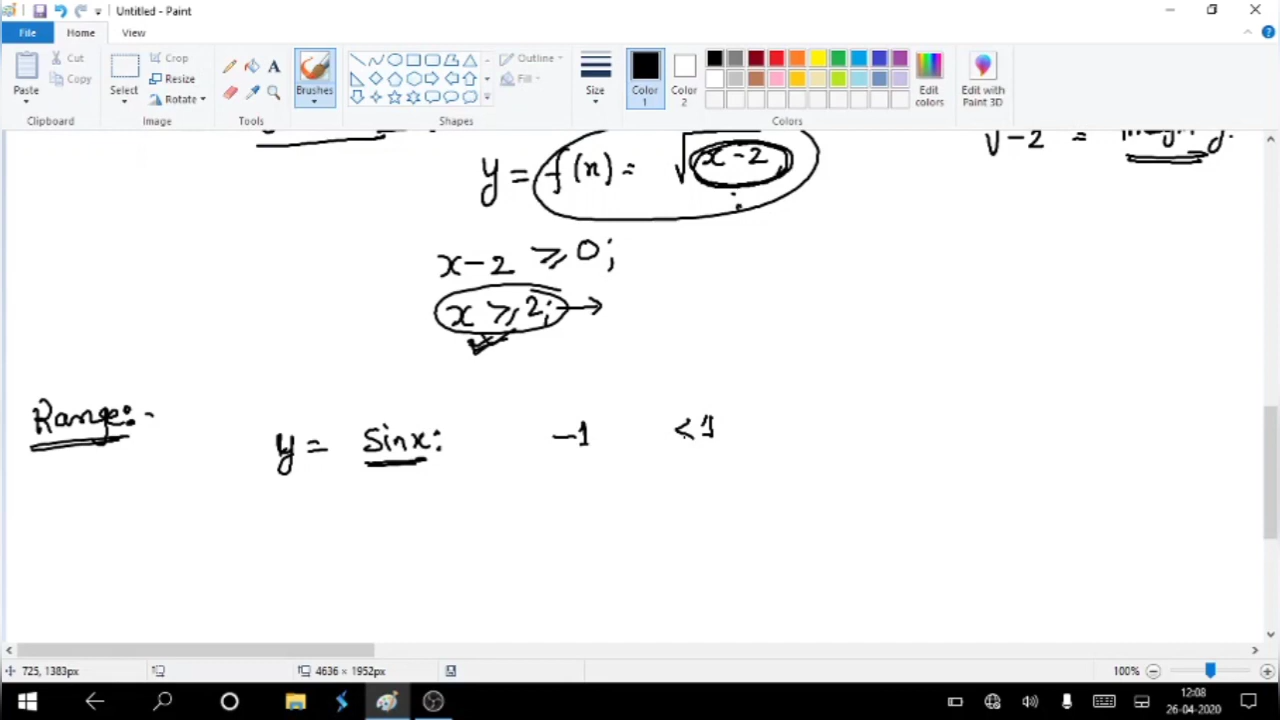 Untitled - Paint
File Home View
Paste Cut Copy Select Crop Resize Rotate Brushes Outline Fill Size Color 1 Color 2 Edit colors Edit with Paint 3D
Clipboard Image Tools Shapes Colors
y = f(n) = √x-2
√-2 =
x-2 ≥ 0;
x ≥ 2; →
Range:-
y = Sinx: -1 <1
725, 1383px 4636 × 1952px 100%
12:08
26-04-2020